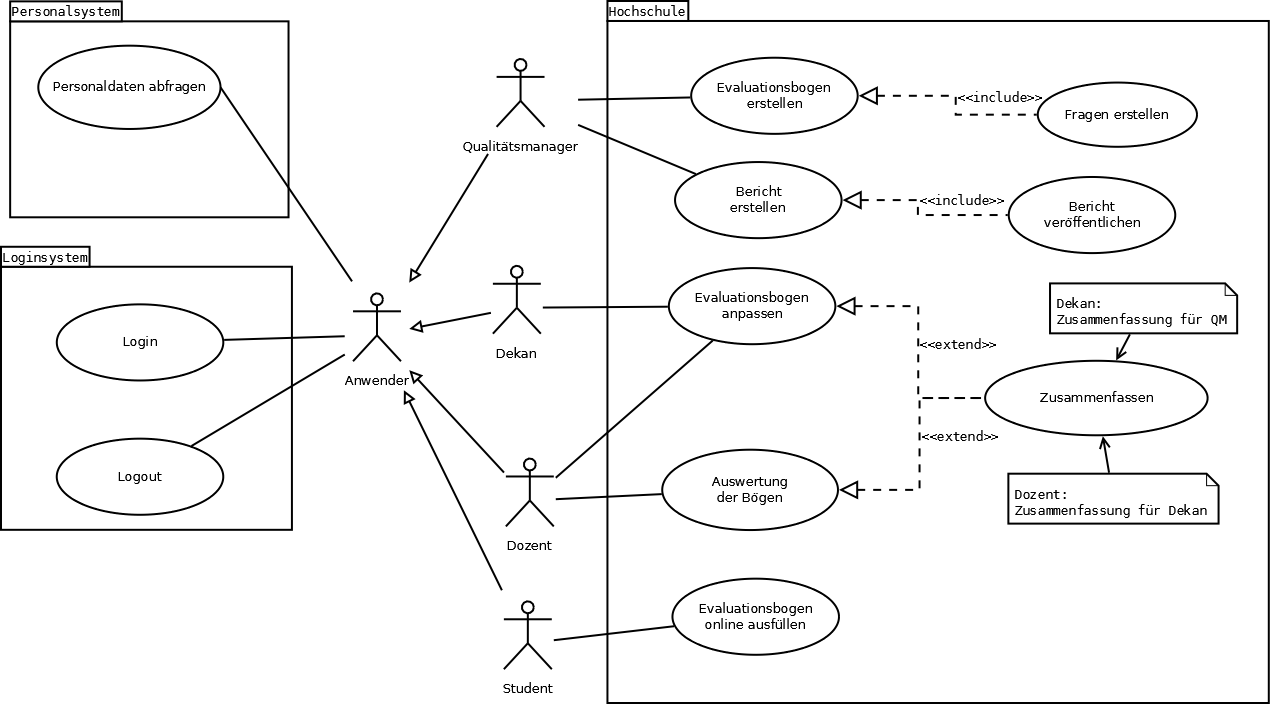 Personalsystem
Personaldaten abfragen
Loginsystem
Login
Logout
Anwender
Qualitätsmanager
Dekan
Dozent
Student
Hochschule
Evaluationsbogen
erstellen
<<include>>
Fragen erstellen
Bericht
erstellen
<<include>>
Bericht
veröffentlichen
Evaluationsbogen
anpassen
<<extend>>
Dekan:
Zusammenfassung für QM
Zusammenfassen
<<extend>>
Auswertung
der Bögen
Dozent:
Zusammenfassung für Dekan
Evaluationsbogen
online ausfüllen